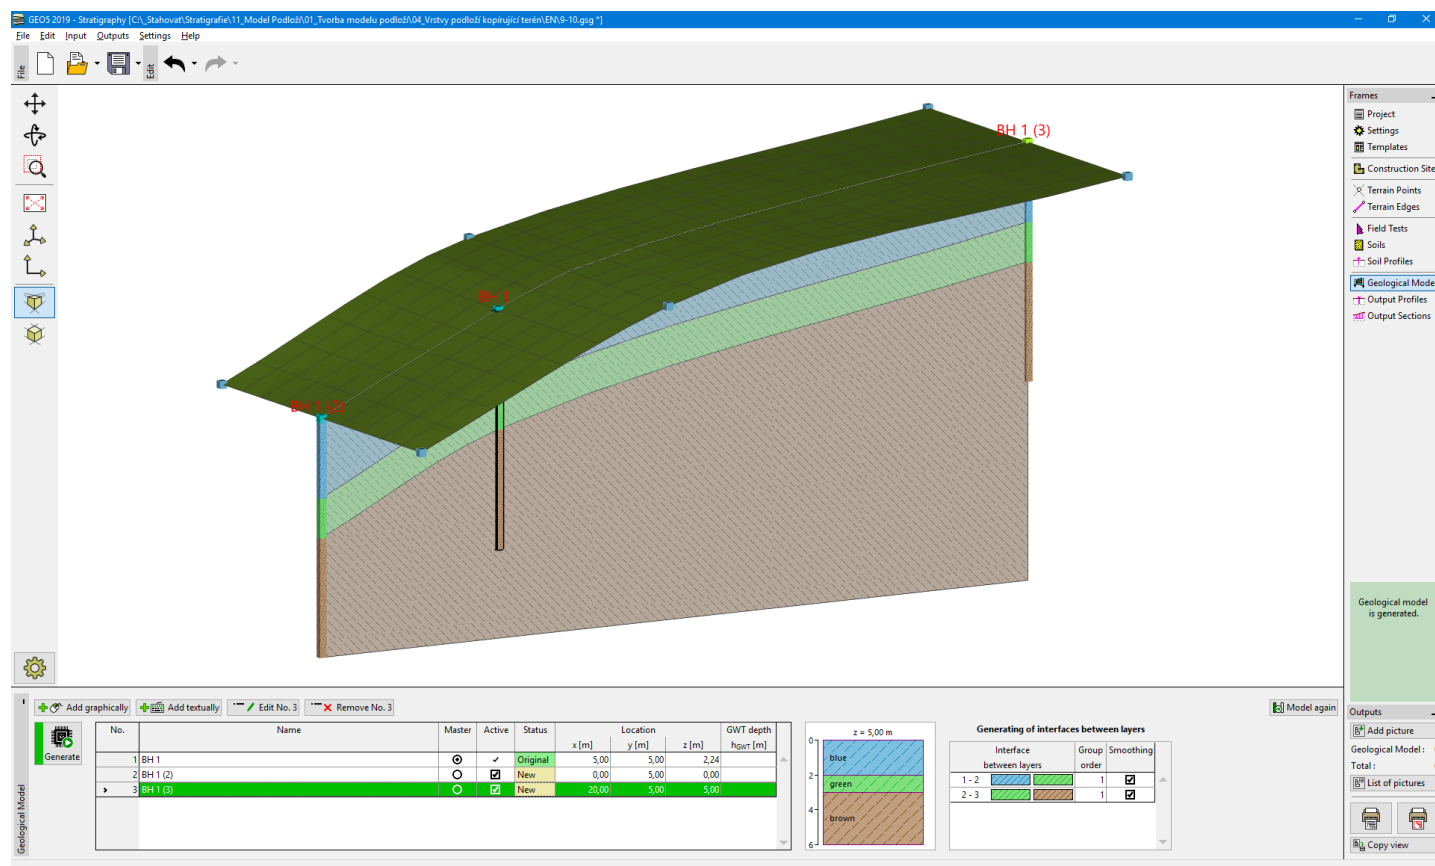 GEO5 2019 - Stratigraphy [C:\_Stahovat\Stratigrafie\11_Model Podloží\01_Tvorba modelu podloží\04_Vrstvy podloží kopírující terén\EN\9-10.gsg *]
File Edit Input Outputs Settings Help
File
Edit
BH 1 (3)
BH 1
BH 1 (2)
Frames
Project
Settings
Templates
Construction Site
Terrain Points
Terrain Edges
Field Tests
Soils
Soil Profiles
Geological Mode
Output Profiles
Output Sections
Geological model
is generated.
Geological Model
Add graphically Add textually Edit No. 3 Remove No. 3 Model again
Generate
No. Name Master Active Status Location GWT depth
x [m] y [m] z [m] hGWT [m]
1 BH 1 Original 5,00 5,00 2,24
2 BH 1 (2) New 0,00 5,00 0,00
3 BH 1 (3) New 20,00 5,00 5,00
z = 5,00 m
0
blue
2
green
4
brown
6
Generating of interfaces between layers
Interface Group Smoothing
between layers order
1 - 2 1
2 - 3 1
Outputs
Add picture
Geological Model :
Total :
List of pictures
Copy view